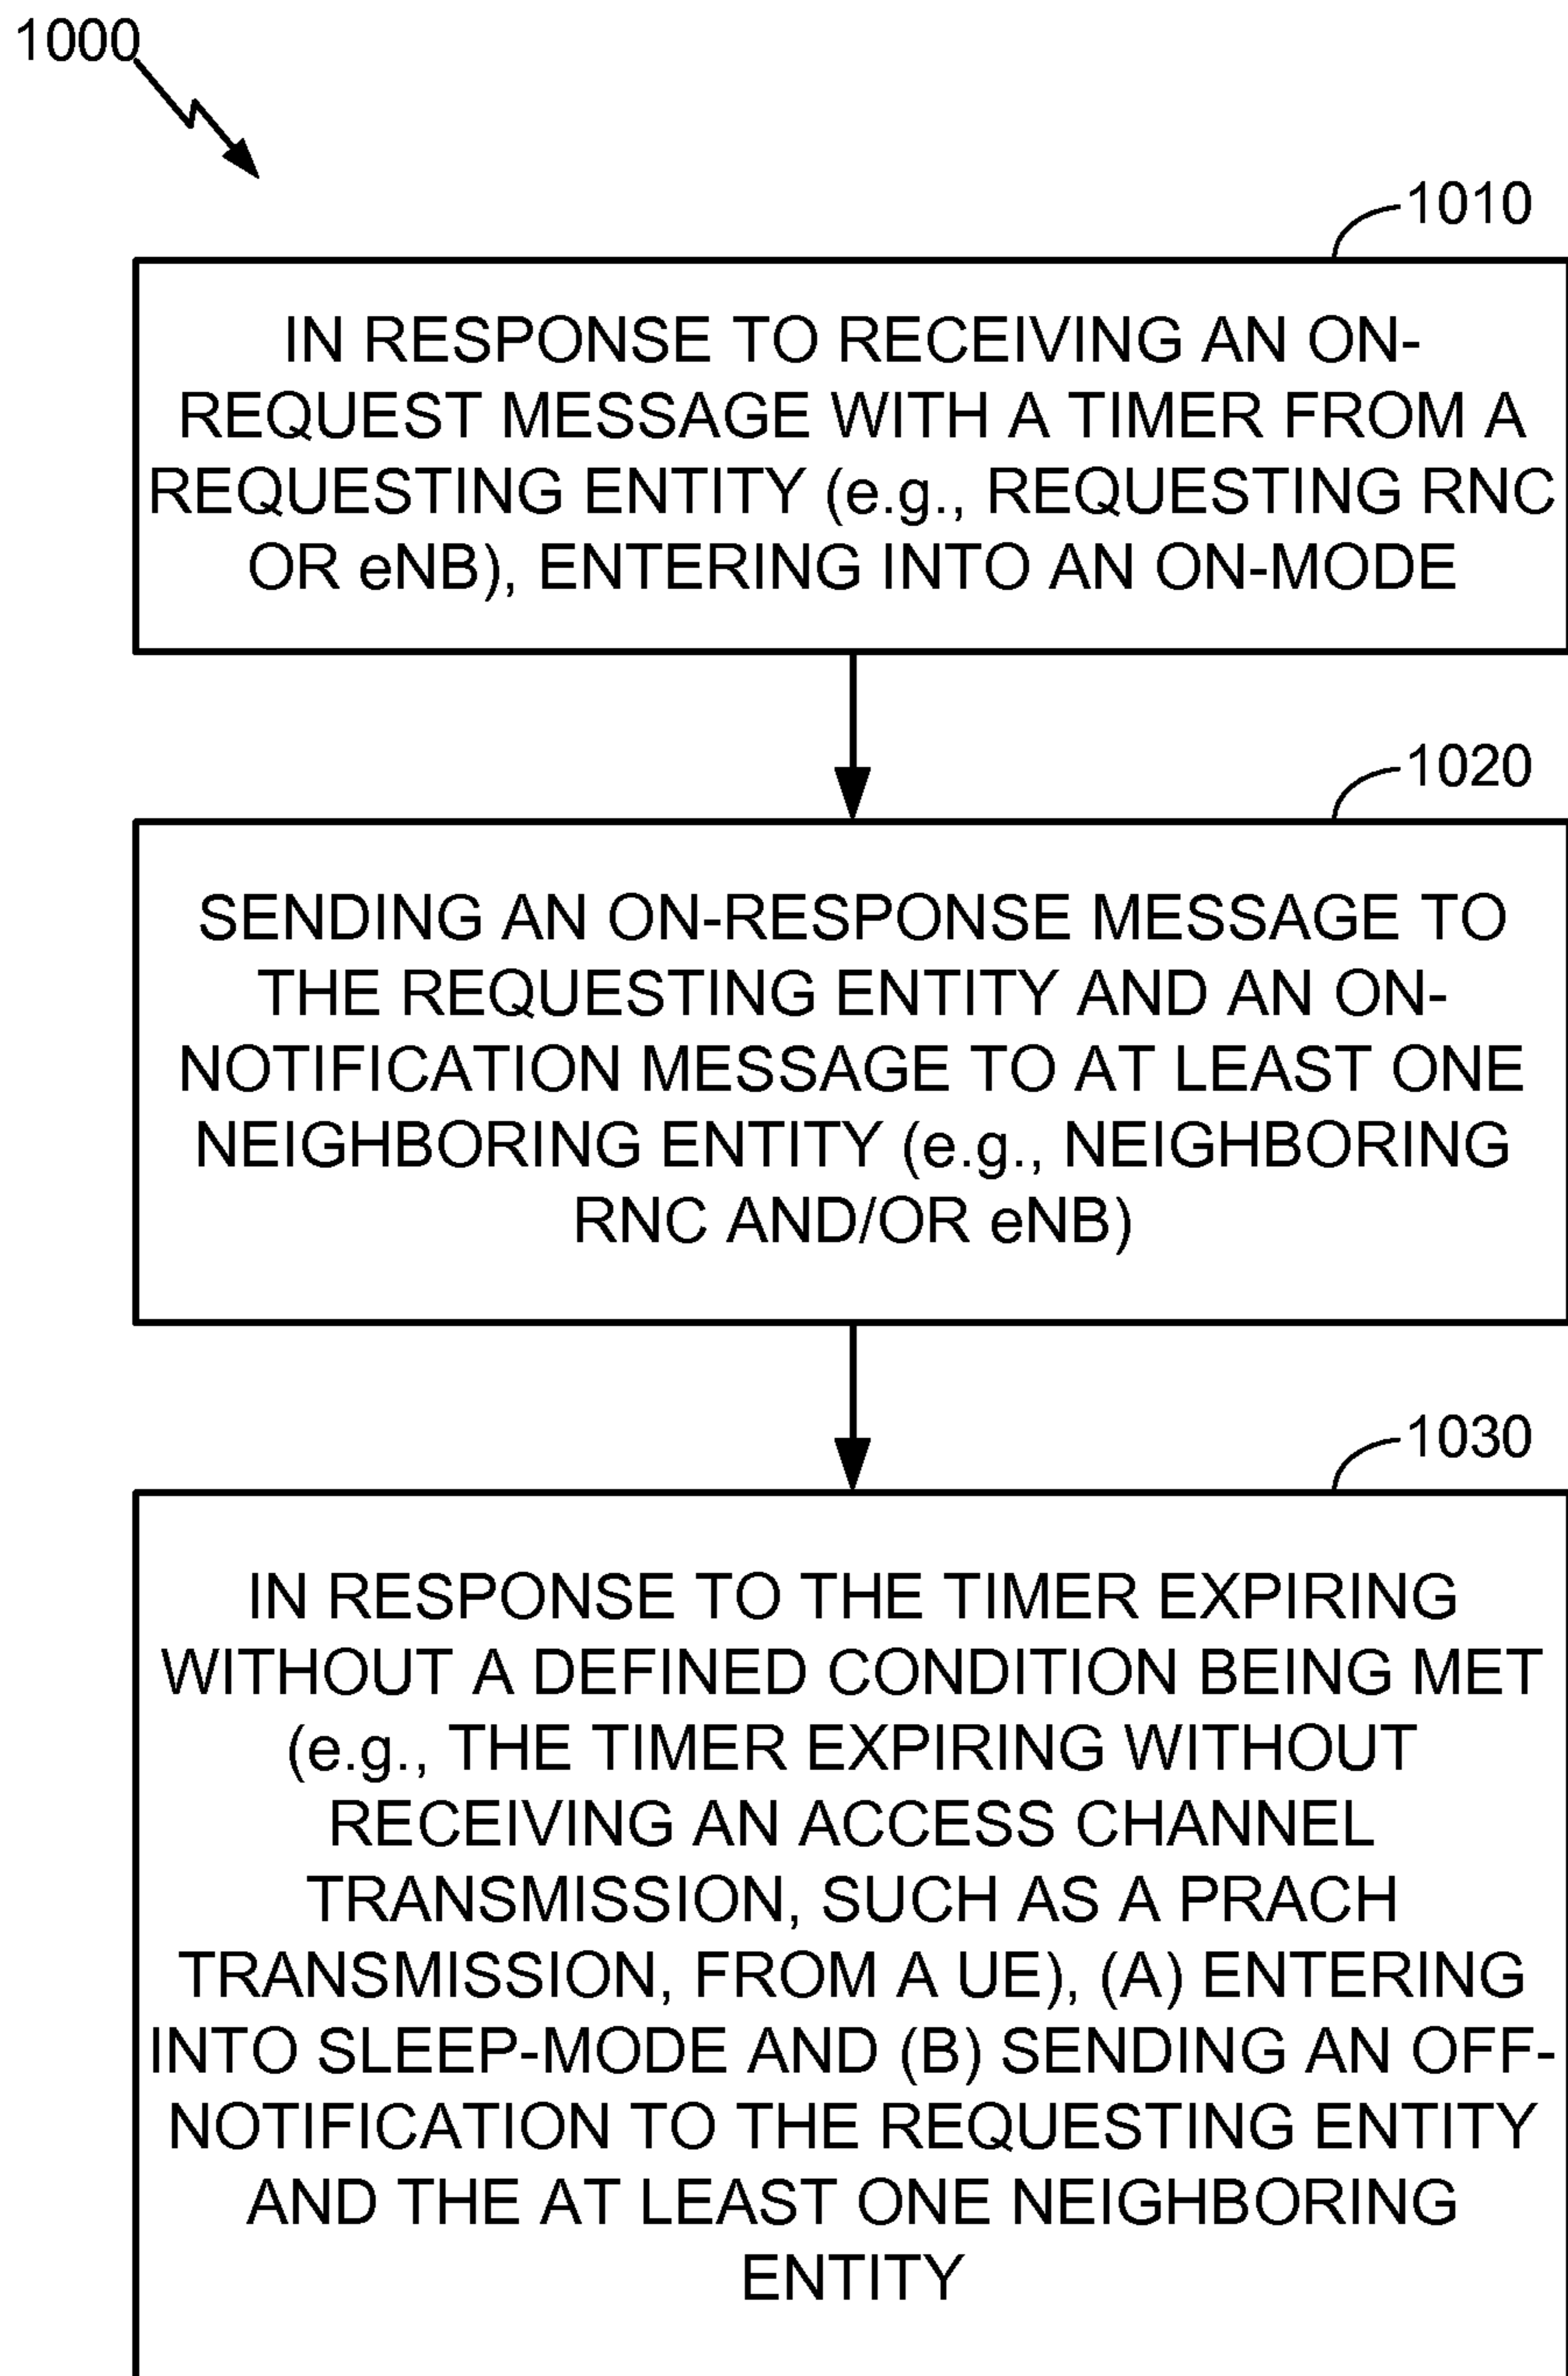 1000
1010
IN RESPONSE TO RECEIVING AN ON-
REQUEST MESSAGE WITH A TIMER FROM A
REQUESTING ENTITY (e.g., REQUESTING RNC
OR eNB), ENTERING INTO AN ON-MODE
1020
SENDING AN ON-RESPONSE MESSAGE TO
THE REQUESTING ENTITY AND AN ON-
NOTIFICATION MESSAGE TO AT LEAST ONE
NEIGHBORING ENTITY (e.g., NEIGHBORING
RNC AND/OR eNB)
1030
IN RESPONSE TO THE TIMER EXPIRING
WITHOUT A DEFINED CONDITION BEING MET
(e.g., THE TIMER EXPIRING WITHOUT
RECEIVING AN ACCESS CHANNEL
TRANSMISSION, SUCH AS A PRACH
TRANSMISSION, FROM A UE), (A) ENTERING
INTO SLEEP-MODE AND (B) SENDING AN OFF-
NOTIFICATION TO THE REQUESTING ENTITY
AND THE AT LEAST ONE NEIGHBORING
ENTITY